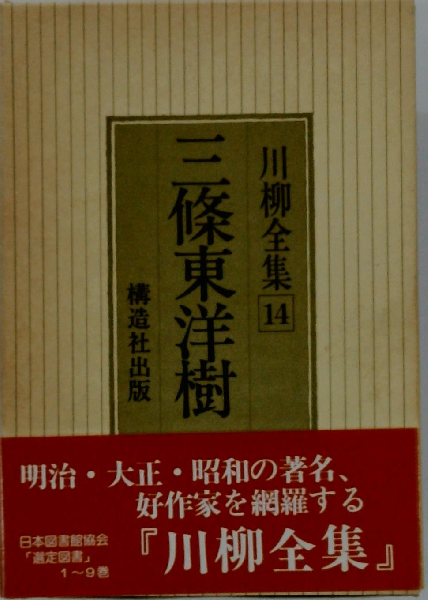 川柳全集14
三條東洋樹
構造社出版
明治・大正・昭和の著名、
好作家を網羅する
『川柳全集』
日本図書館協会
「選定図書」
1～9巻